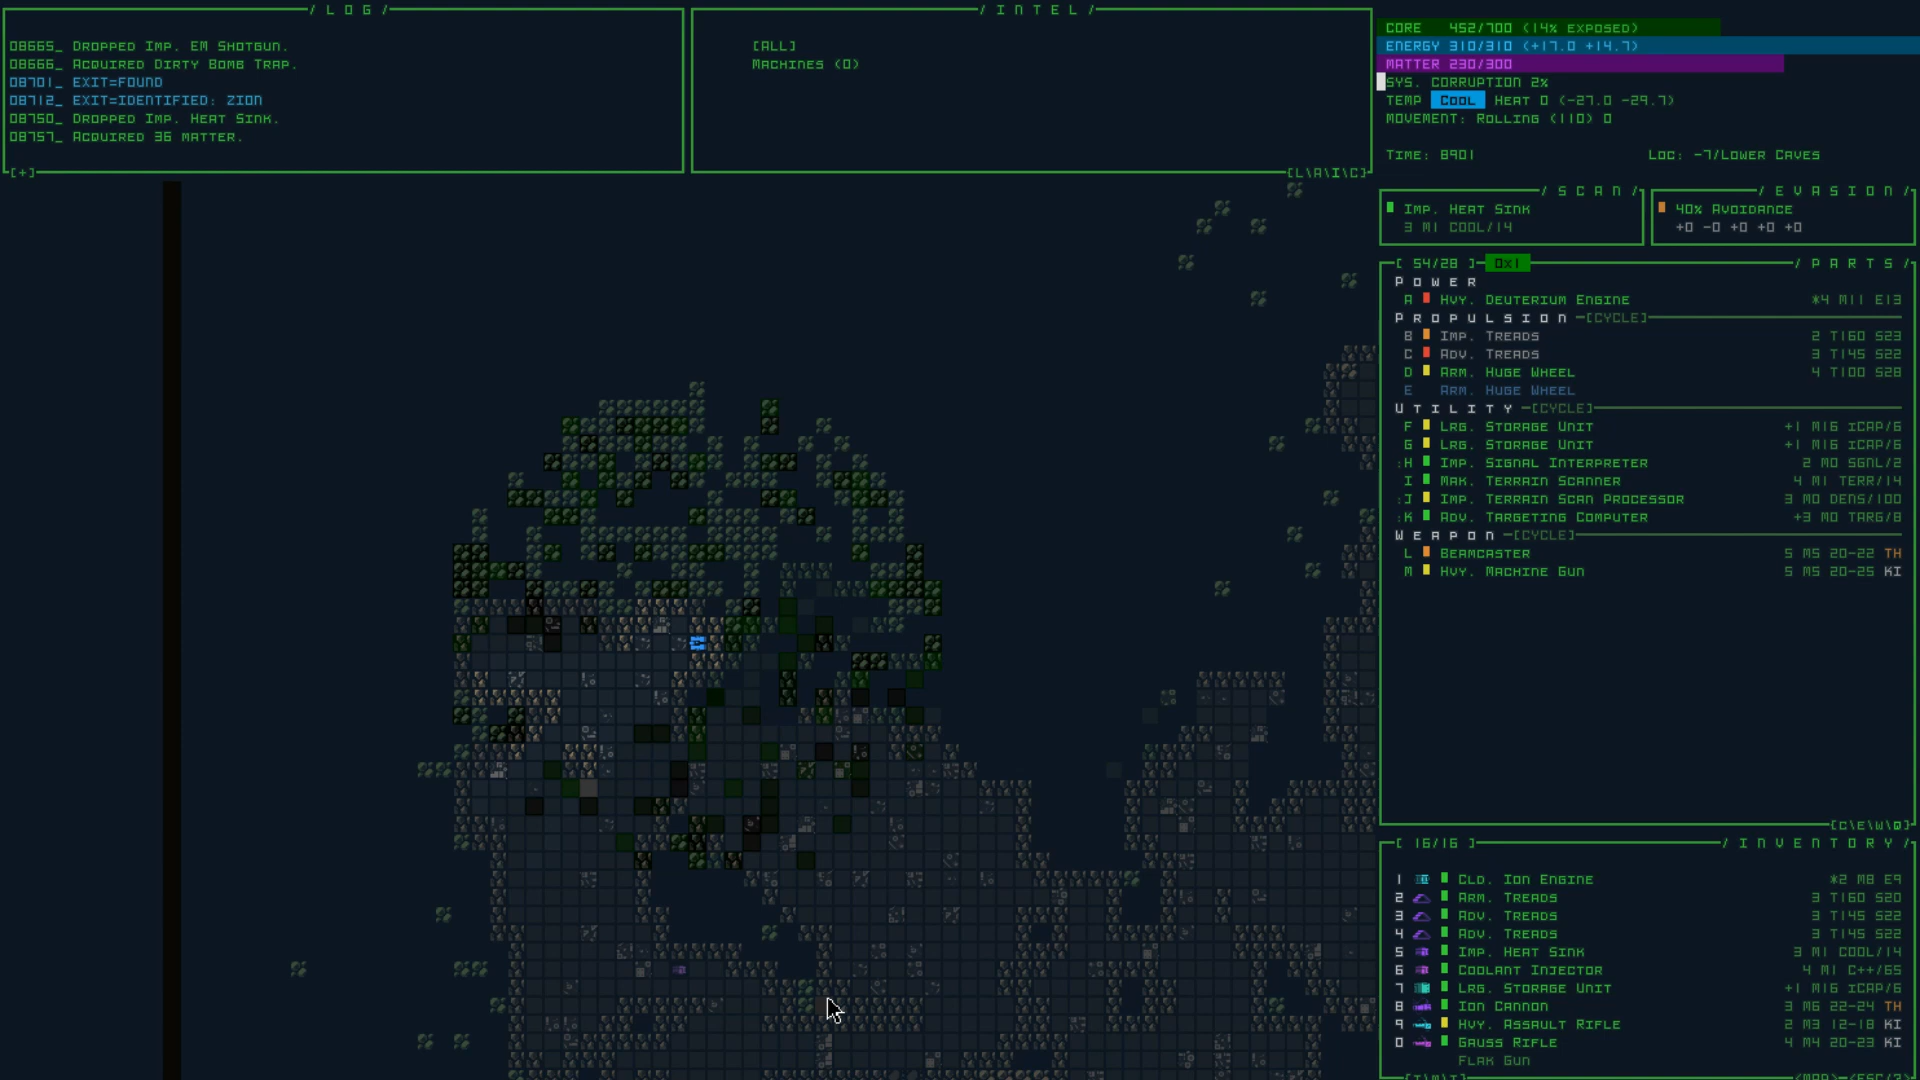 / L O G /
08665_ Dropped Imp. EM Shotgun.
08666_ Acquired Dirty Bomb Trap.
08701_ EXIT=FOUND
08712_ EXIT=IDENTIFIED: ZION
08750_ Dropped Imp. Heat Sink.
08757_ Acquired 36 matter.
[+]
/ I N T E L /
[ALL]
Machines (0)
[L\A\I\C]
CORE 452/700 (14% EXPOSED)
ENERGY 310/310 (+17.0 +14.7)
MATTER 230/300
SYS. CORRUPTION 2%
TEMP Cool HEAT 0 (-27.0 -29.7)
MOVEMENT: Rolling (110) 0
TIME: 8901 LOC: -7/LOWER CAVES
/ S C A N /
Imp. Heat Sink
3 M1 COOL/14
/ E V A S I O N /
40% Avoidance
+0 -0 +0 +0 +0
[ 54/28 ] 0x1 / P A R T S /
P O W E R
A Hvy. Deuterium Engine *4 M11 E13
P R O P U L S I O N [CYCLE]
B Imp. Treads 2 T160 S23
C Adv. Treads 3 T145 S22
D Arm. Huge Wheel 4 T100 S28
E Arm. Huge Wheel
U T I L I T Y [CYCLE]
F Lrg. Storage Unit +1 M16 ICAP/6
G Lrg. Storage Unit +1 M16 ICAP/6
:H Imp. Signal Interpreter 2 M0 SGNL/2
I Mak. Terrain Scanner 4 M1 TERR/14
:J Imp. Terrain Scan Processor 3 M0 DENS/100
:K Adv. Targeting Computer +3 M0 TARG/8
W E A P O N [CYCLE]
L Beamcaster 5 M5 20-22 TH
M Hvy. Machine Gun 5 M5 20-25 KI
[C\E\W\Q]
[ 16/16 ] / I N V E N T O R Y /
1 Cld. Ion Engine *2 M8 E9
2 Arm. Treads 3 T160 S20
3 Adv. Treads 3 T145 S22
4 Adv. Treads 3 T145 S22
5 Imp. Heat Sink 3 M1 COOL/14
6 Coolant Injector 4 M1 C++/65
7 Lrg. Storage Unit +1 M16 ICAP/6
8 Ion Cannon 3 M6 22-24 TH
9 Hvy. Assault Rifle 2 M3 12-18 KI
0 Gauss Rifle 4 M4 20-23 KI
Flak Gun
[T\M\I] <MAP> <ESC/?>